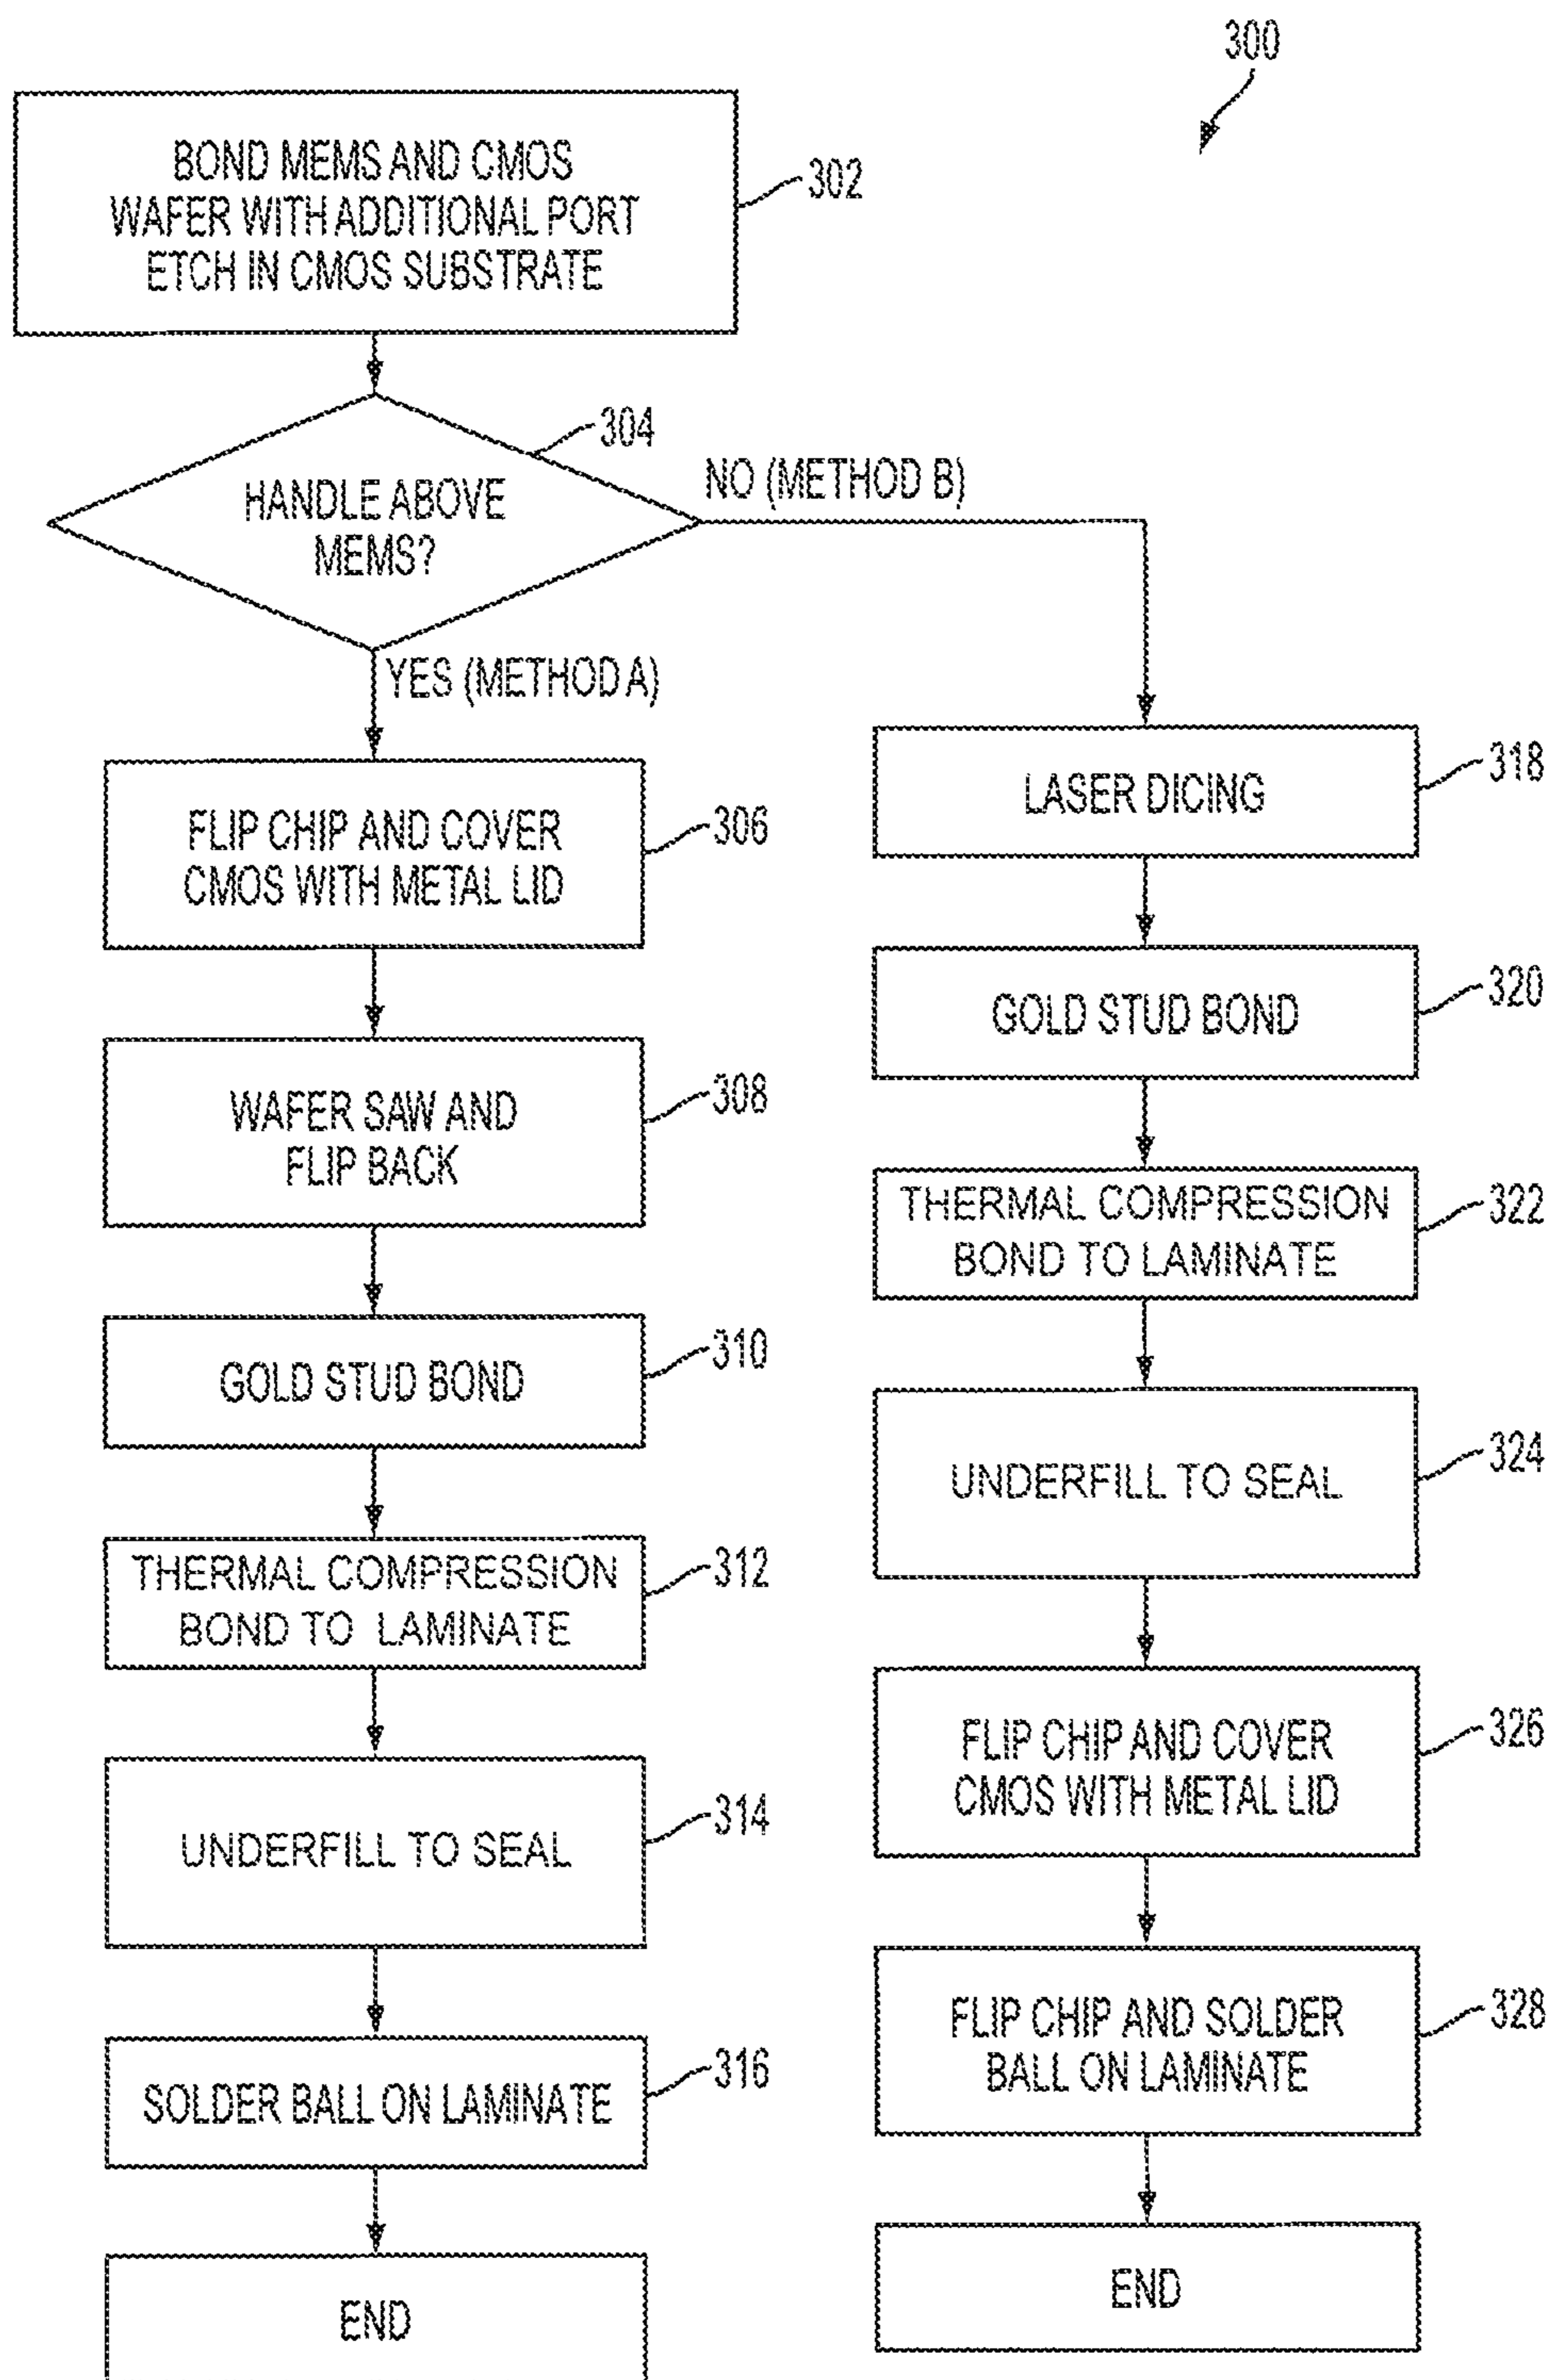 300
BOND MEMS AND CMOS
WAFER WITH ADDITIONAL PORT
ETCH IN CMOS SUBSTRATE
302
HANDLE ABOVE
MEMS?
304
NO (METHOD B)
YES (METHOD A)
FLIP CHIP AND COVER
CMOS WITH METAL LID
306
WAFER SAW AND
FLIP BACK
308
GOLD STUD BOND
310
THERMAL COMPRESSION
BOND TO LAMINATE
312
UNDERFILL TO SEAL
314
SOLDER BALL ON LAMINATE
316
END
LASER DICING
318
GOLD STUD BOND
320
THERMAL COMPRESSION
BOND TO LAMINATE
322
UNDERFILL TO SEAL
324
FLIP CHIP AND COVER
CMOS WITH METAL LID
326
FLIP CHIP AND SOLDER
BALL ON LAMINATE
328
END